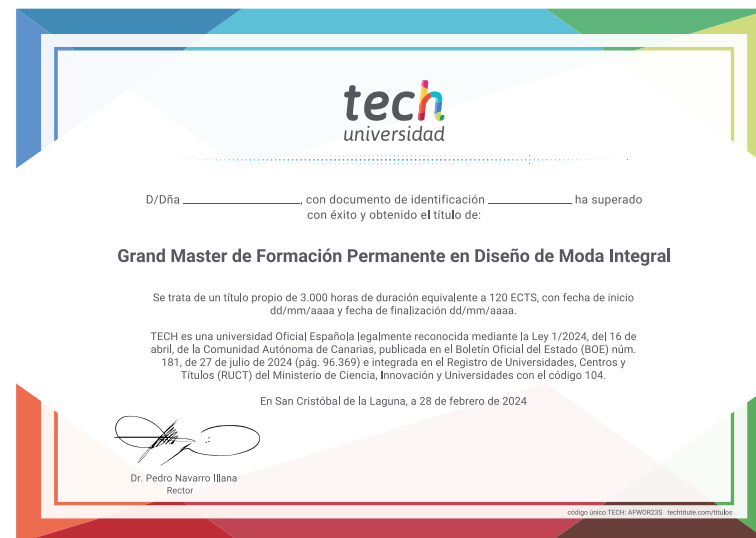 tech
universidad
D/Dña ____________________, con documento de identificación ______________ ha superado
con éxito y obtenido el título de:
Grand Master de Formación Permanente en Diseño de Moda Integral
Se trata de un título propio de 3.000 horas de duración equivalente a 120 ECTS, con fecha de inicio
dd/mm/aaaa y fecha de finalización dd/mm/aaaa.
TECH es una universidad Oficial Española legalmente reconocida mediante la Ley 1/2024, del 16 de
abril, de la Comunidad Autónoma de Canarias, publicada en el Boletín Oficial del Estado (BOE) núm.
181, de 27 de julio de 2024 (pág. 96.369) e integrada en el Registro de Universidades, Centros y
Títulos (RUCT) del Ministerio de Ciencia, Innovación y Universidades con el código 104.
En San Cristóbal de la Laguna, a 28 de febrero de 2024
Dr. Pedro Navarro Illana
Rector
código único TECH: AFWOR23S techtitute.com/titulos